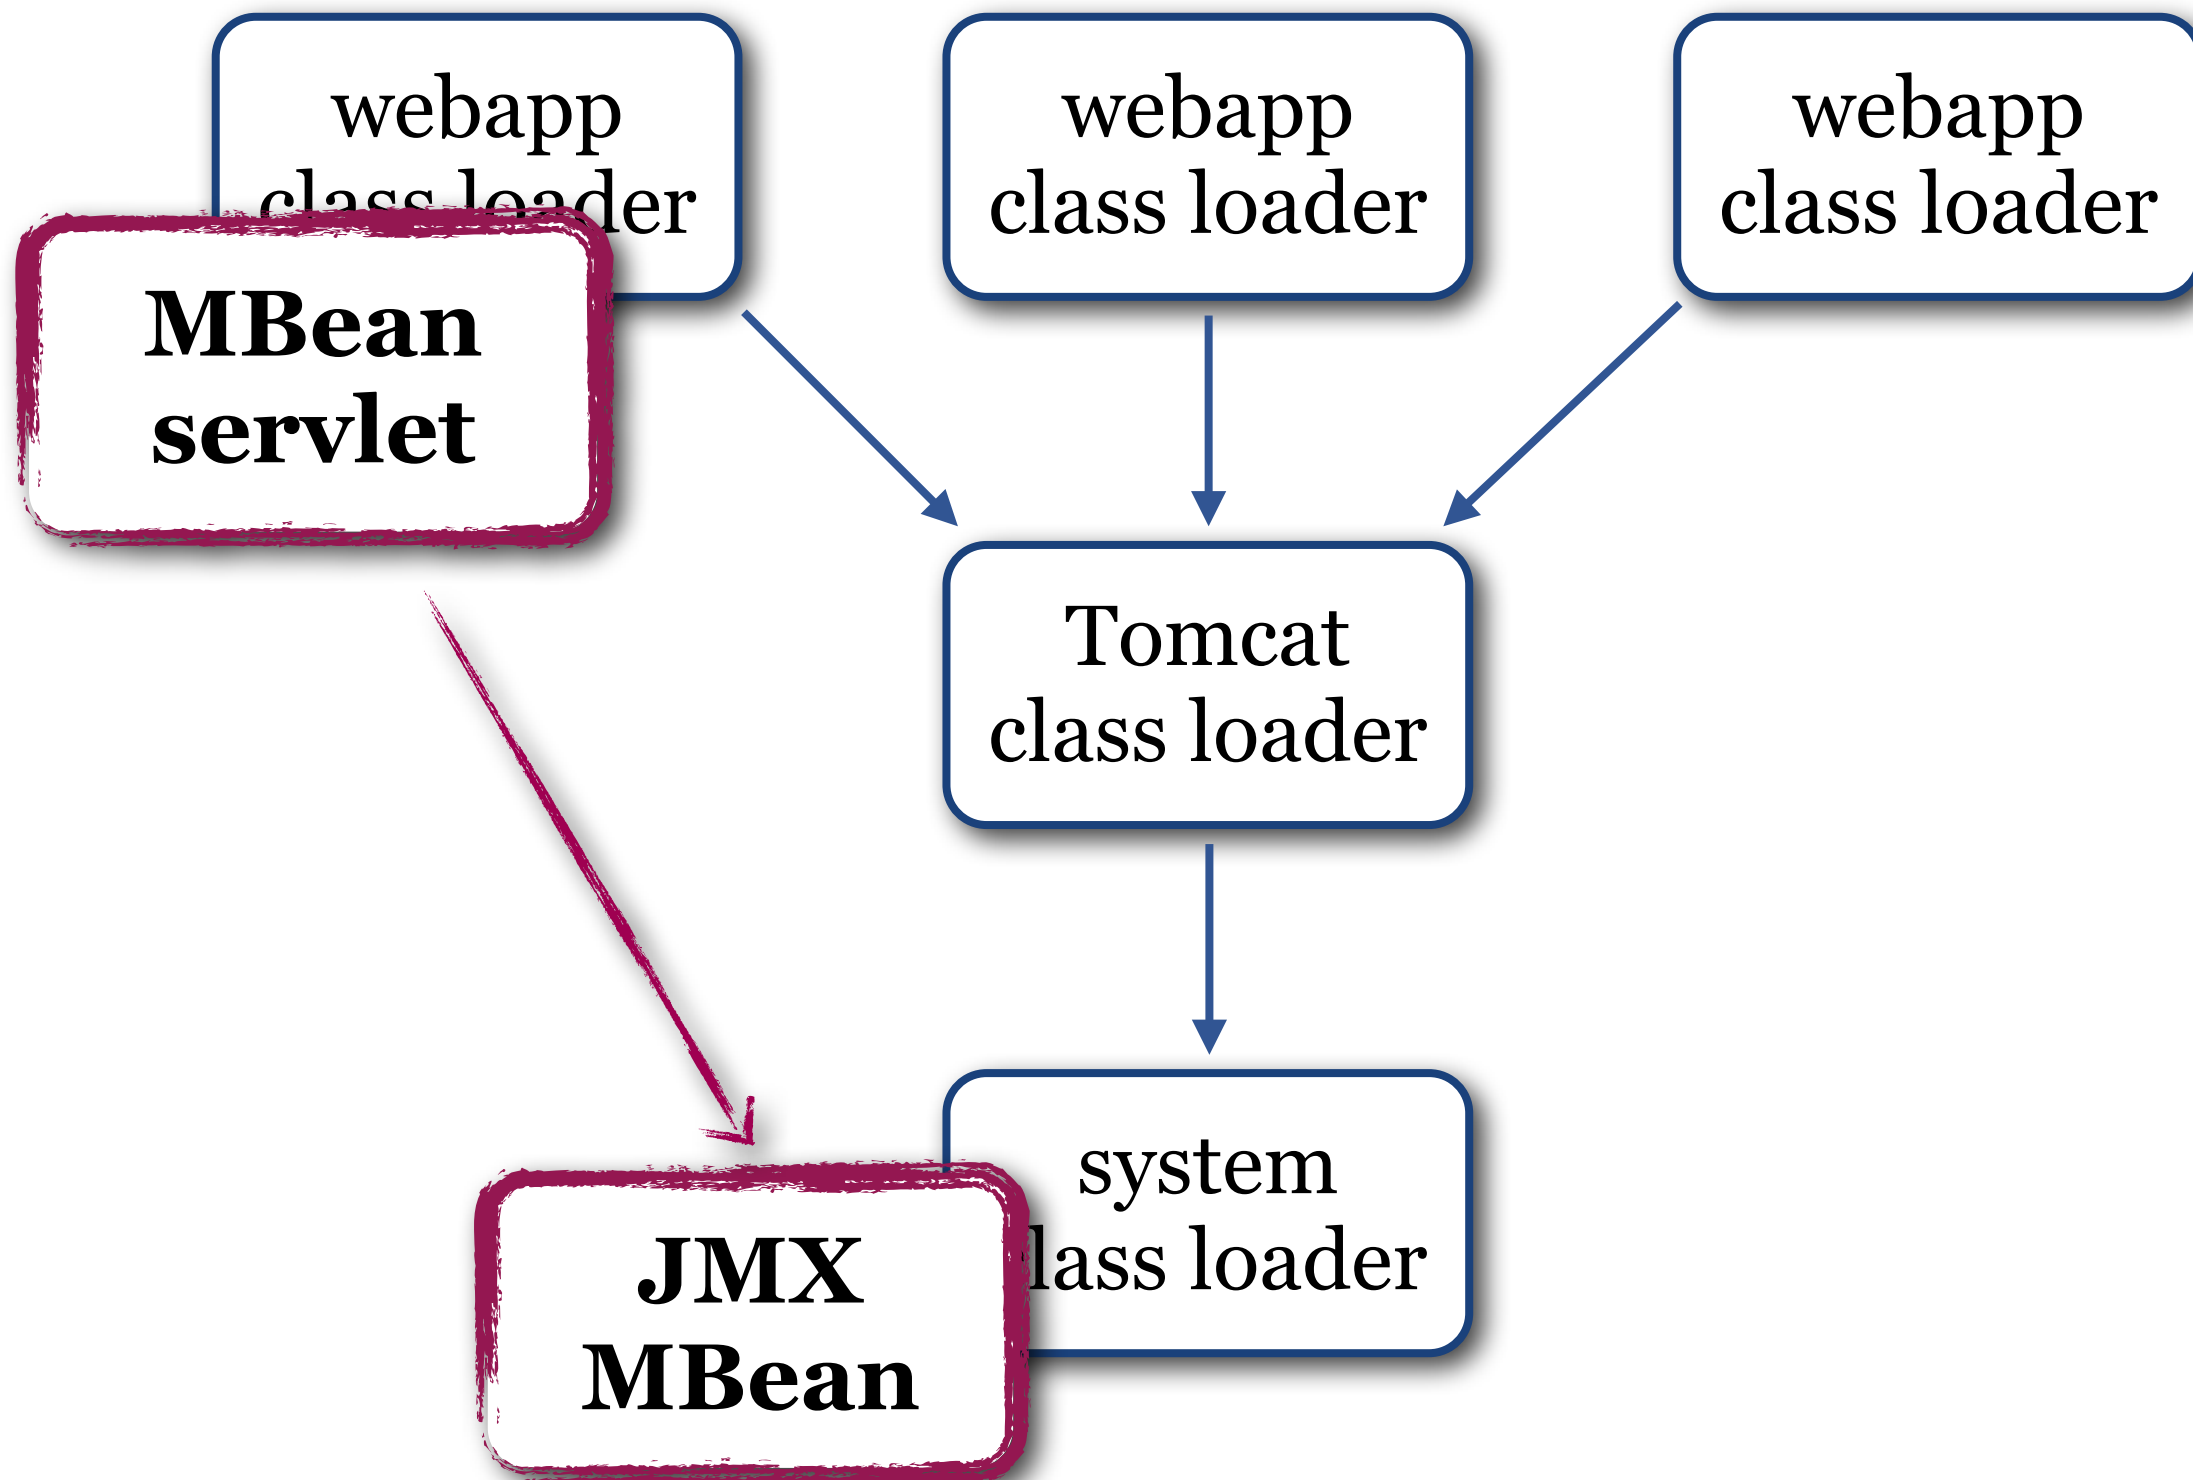 webapp
class loader
webapp
class loader
webapp
class loader
MBean
servlet
Tomcat
class loader
system
lass loader
JMX
MBean